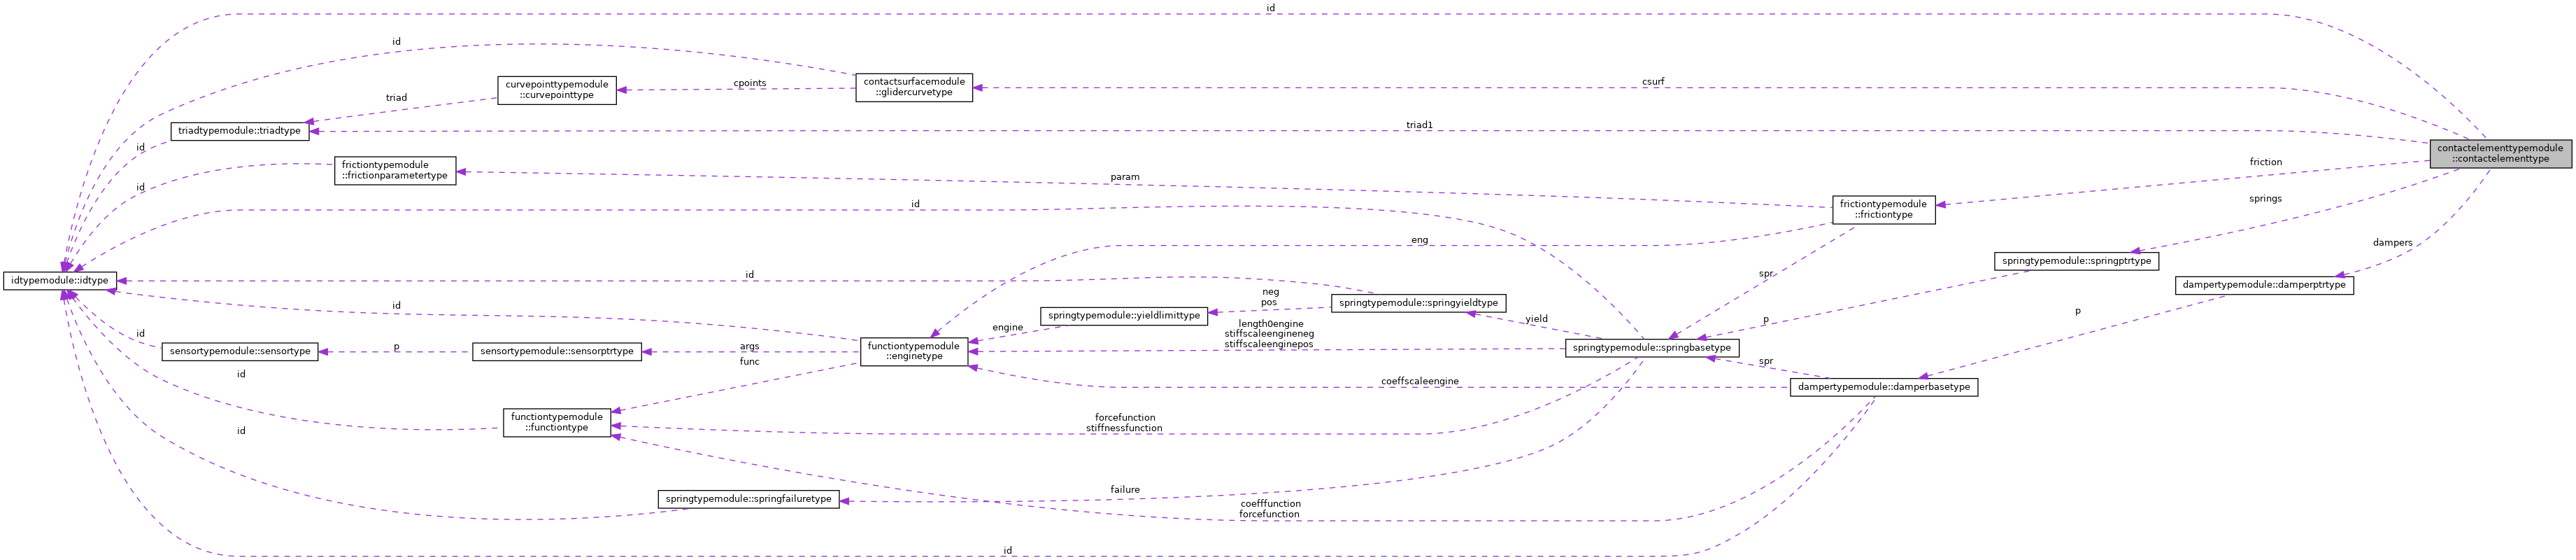 id
id
curvepointtypemodule
::curvepointtype
cpoints
contactsurfacemodule
::glidercurvetype
csurf
triad
triadtypemodule::triadtype
triad1
id
contactelementtypemodule
::contactelementtype
frictiontypemodule
::frictionparametertype
param
friction
id
id
frictiontypemodule
::frictiontype
springs
eng
dampers
id
spr
springtypemodule::springptrtype
idtypemodule::idtype
dampertypemodule::damperptrtype
neg
pos
springtypemodule::springyieldtype
id
springtypemodule::yieldlimittype
engine
length0engine
stiffscaleengineneg
stiffscaleenginepos
yield
p
p
id
sensortypemodule::sensortype
p
sensortypemodule::sensorptrtype
args
functiontypemodule
::enginetype
springtypemodule::springbasetype
func
spr
id
coeffscaleengine
dampertypemodule::damperbasetype
functiontypemodule
::functiontype
forcefunction
stiffnessfunction
id
springtypemodule::springfailuretype
failure
coefffunction
forcefunction
id